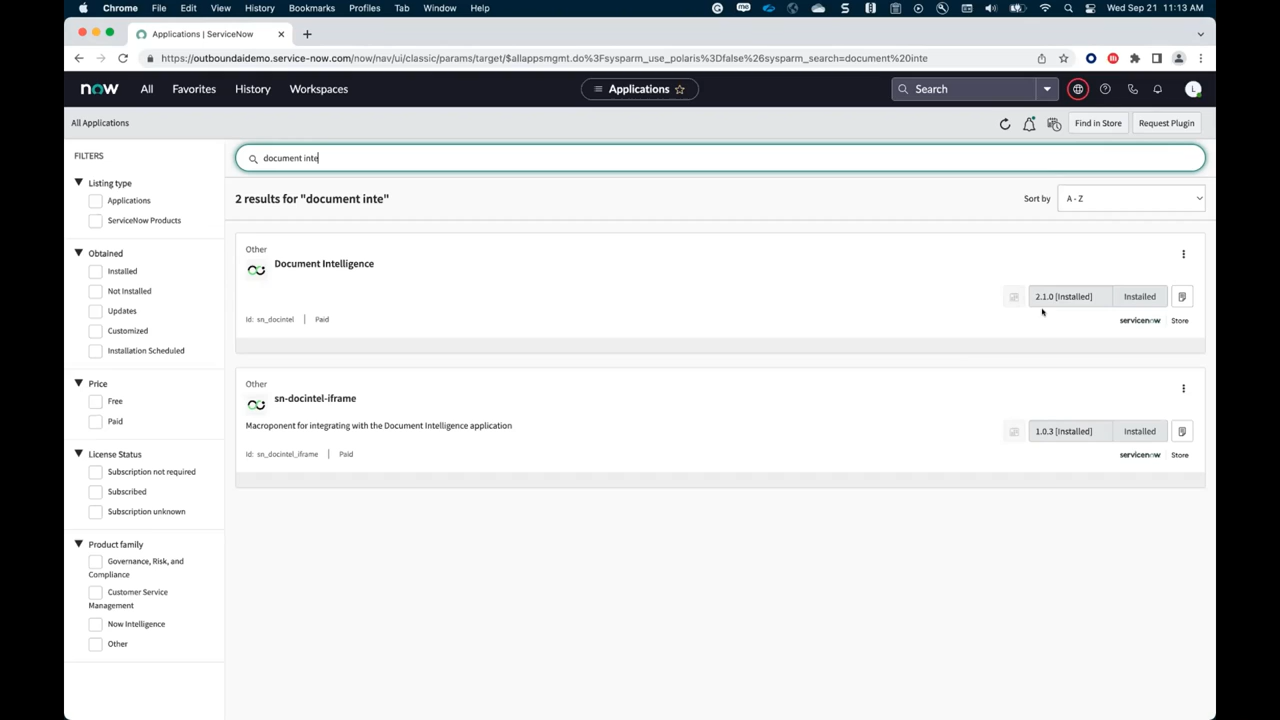 Chrome File Edit View History Bookmarks Profiles Tab Window Help Wed Sep 21 11:13 AM
Applications | ServiceNow
https://outboundaidemo.service-now.com/now/nav/ui/classic/params/target/$allappsmgmt.do%3Fsysparm_use_polaris%3Dfalse%26sysparm_search=document%20inte
now All Favorites History Workspaces Applications Search L
All Applications Find in Store Request Plugin
FILTERS
Listing type
Applications
ServiceNow Products
Obtained
Installed
Not Installed
Updates
Customized
Installation Scheduled
Price
Free
Paid
License Status
Subscription not required
Subscribed
Subscription unknown
Product family
Governance, Risk, and
Compliance
Customer Service
Management
Now Intelligence
Other
document inte
2 results for "document inte" Sort by A - Z
Other
Document Intelligence
2.1.0 [Installed] Installed
Id: sn_docintel | Paid servicenow Store
Other
sn-docintel-iframe
Macroponent for integrating with the Document Intelligence application
1.0.3 [Installed] Installed
Id: sn_docintel_iframe | Paid servicenow Store